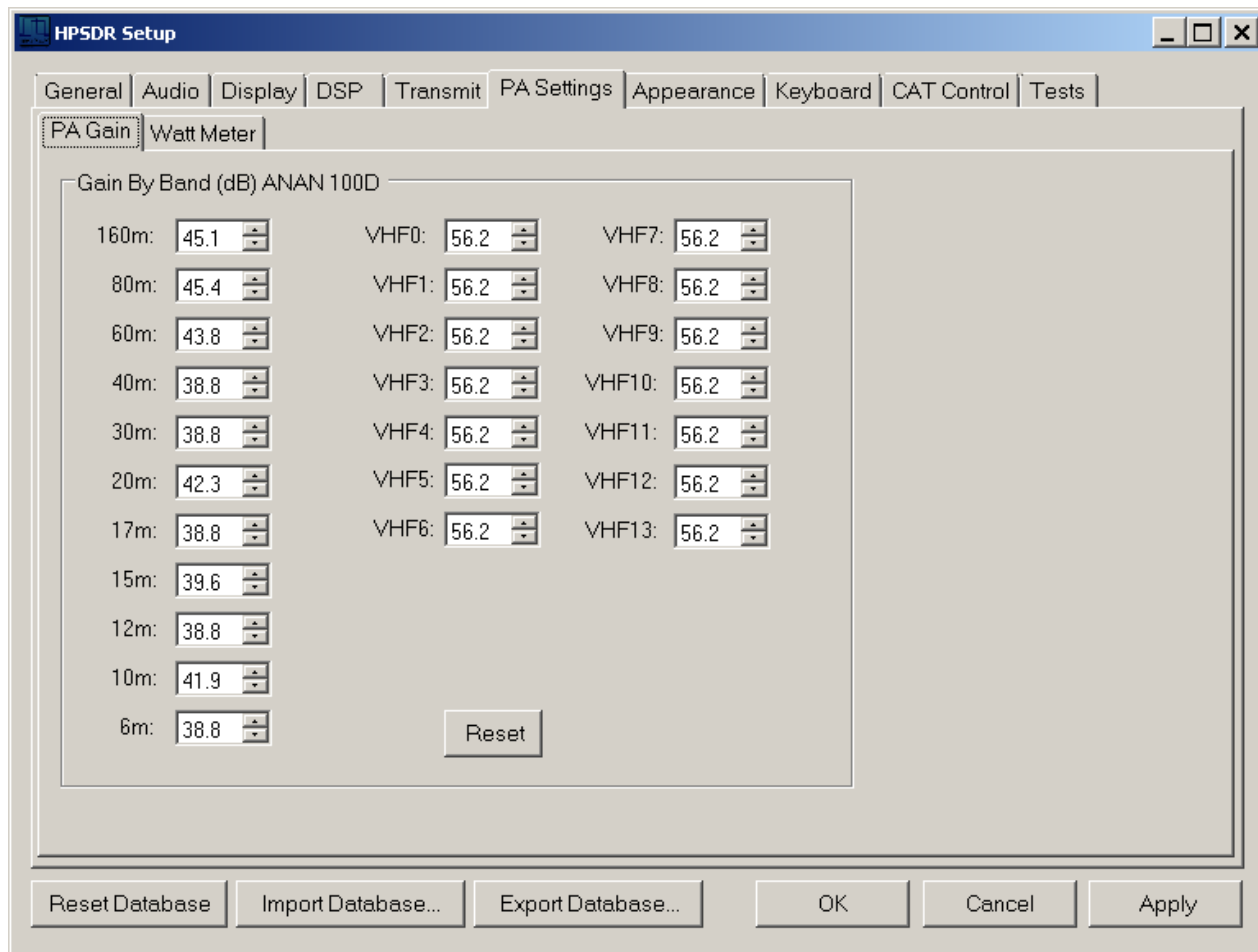 HPSDR Setup
General Audio Display DSP Transmit PA Settings Appearance Keyboard CAT Control Tests
PA Gain Watt Meter
Gain By Band (dB) ANAN 100D
160m: 45.1 VHF0: 56.2 VHF7: 56.2
80m: 45.4 VHF1: 56.2 VHF8: 56.2
60m: 43.8 VHF2: 56.2 VHF9: 56.2
40m: 38.8 VHF3: 56.2 VHF10: 56.2
30m: 38.8 VHF4: 56.2 VHF11: 56.2
20m: 42.3 VHF5: 56.2 VHF12: 56.2
17m: 38.8 VHF6: 56.2 VHF13: 56.2
15m: 39.6
12m: 38.8
10m: 41.9
6m: 38.8 Reset
Reset Database Import Database... Export Database... OK Cancel Apply